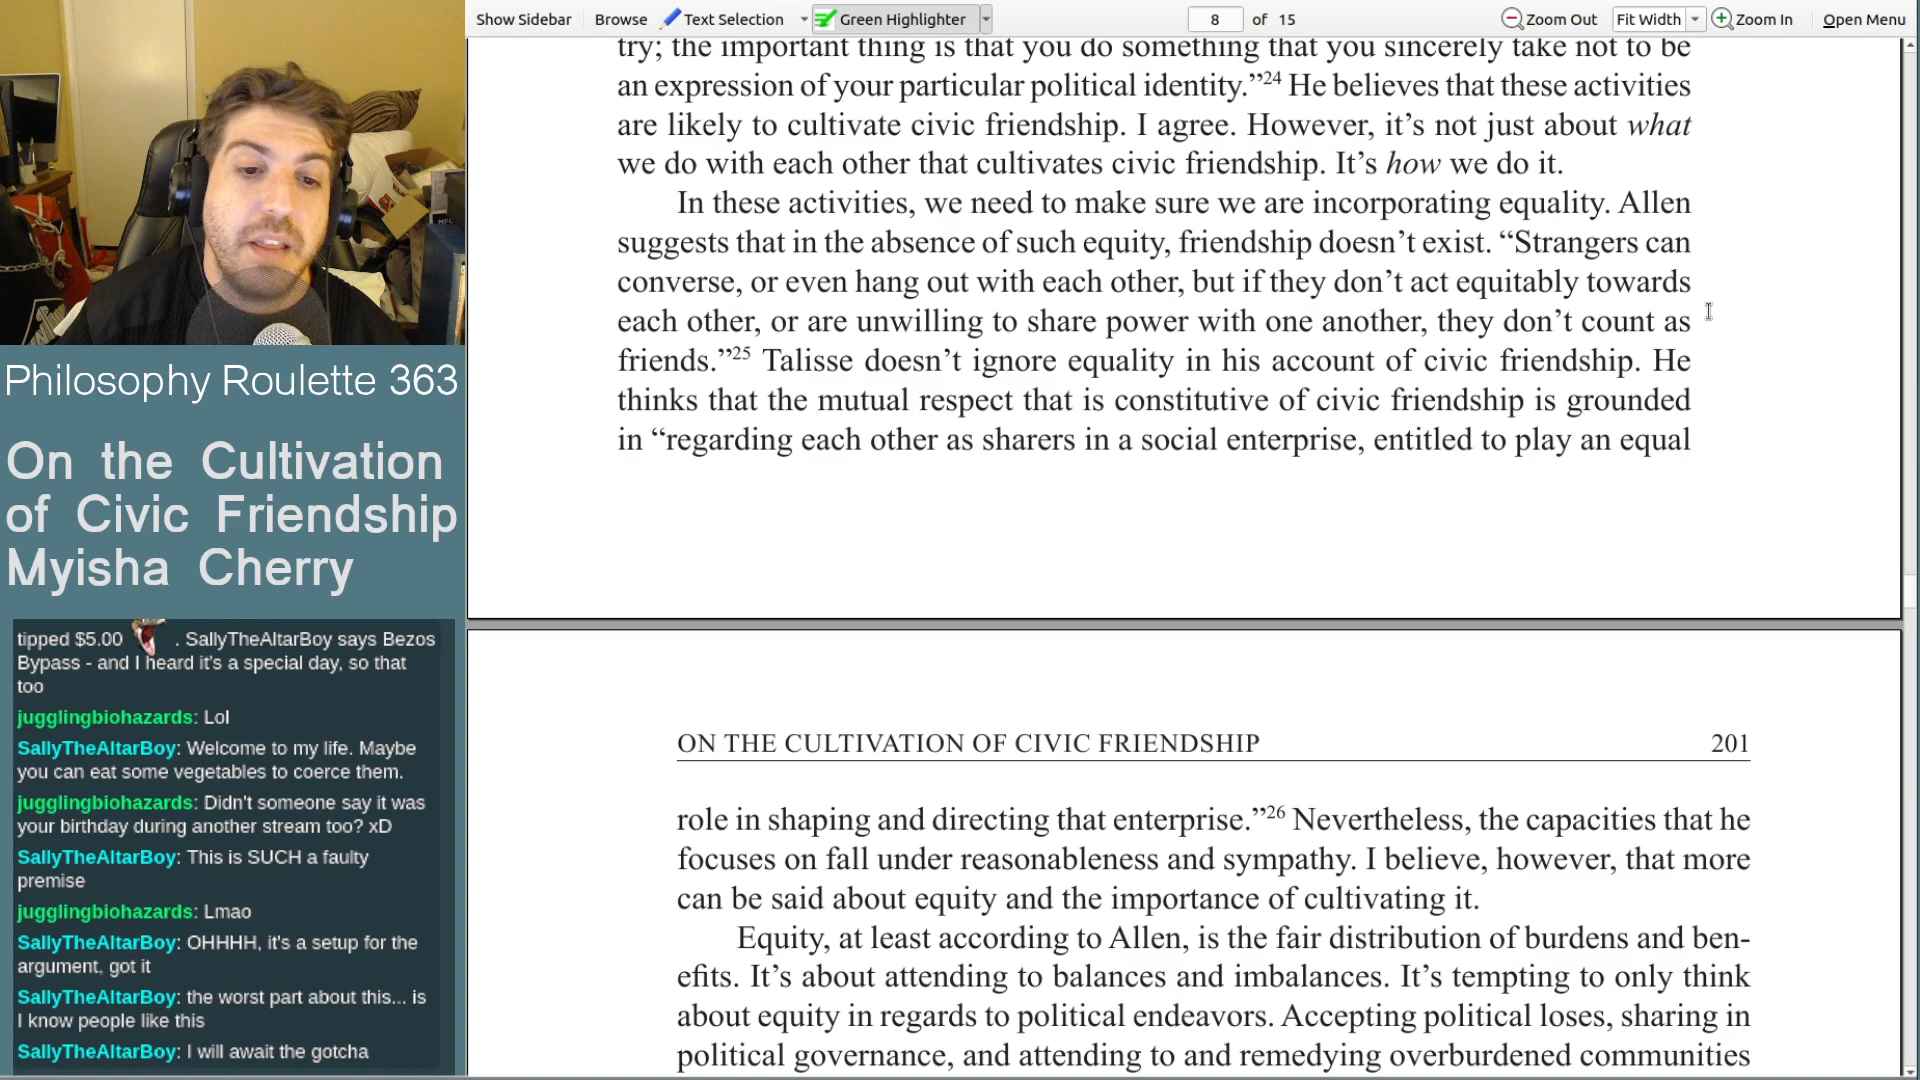 Show Sidebar Browse Text Selection Green Highlighter 8 of 15 Zoom Out Fit Width Zoom In Open Menu
try; the important thing is that you do something that you sincerely take not to be
an expression of your particular political identity.”24 He believes that these activities
are likely to cultivate civic friendship. I agree. However, it’s not just about what
we do with each other that cultivates civic friendship. It’s how we do it.
In these activities, we need to make sure we are incorporating equality. Allen
suggests that in the absence of such equity, friendship doesn’t exist. “Strangers can
converse, or even hang out with each other, but if they don’t act equitably towards
each other, or are unwilling to share power with one another, they don’t count as
friends.”25 Talisse doesn’t ignore equality in his account of civic friendship. He
thinks that the mutual respect that is constitutive of civic friendship is grounded
in “regarding each other as sharers in a social enterprise, entitled to play an equal
ON THE CULTIVATION OF CIVIC FRIENDSHIP 201
role in shaping and directing that enterprise.”26 Nevertheless, the capacities that he
focuses on fall under reasonableness and sympathy. I believe, however, that more
can be said about equity and the importance of cultivating it.
Equity, at least according to Allen, is the fair distribution of burdens and ben-
efits. It’s about attending to balances and imbalances. It’s tempting to only think
about equity in regards to political endeavors. Accepting political loses, sharing in
political governance, and attending to and remedying overburdened communities
Philosophy Roulette 363
On the Cultivation
of Civic Friendship
Myisha Cherry
tipped $5.00 . SallyTheAltarBoy says Bezos
Bypass - and I heard it's a special day, so that
too
jugglingbiohazards: Lol
SallyTheAltarBoy: Welcome to my life. Maybe
you can eat some vegetables to coerce them.
jugglingbiohazards: Didn't someone say it was
your birthday during another stream too? xD
SallyTheAltarBoy: This is SUCH a faulty
premise
jugglingbiohazards: Lmao
SallyTheAltarBoy: OHHHH, it's a setup for the
argument, got it
SallyTheAltarBoy: the worst part about this... is
I know people like this
SallyTheAltarBoy: I will await the gotcha